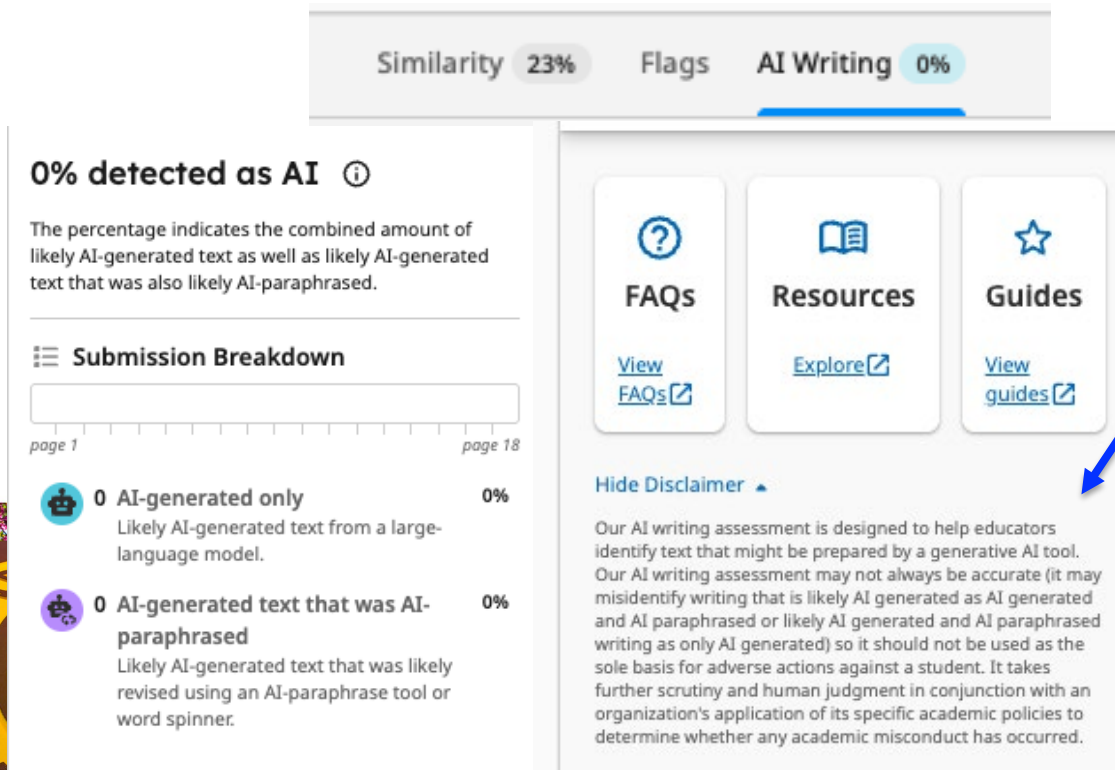 Similarity 23% Flags AI Writing 0%
0% detected as AI
The percentage indicates the combined amount of
likely AI-generated text as well as likely AI-generated
text that was also likely AI-paraphrased.
Submission Breakdown
page 1 page 18
0 AI-generated only 0%
Likely AI-generated text from a large-
language model.
0 AI-generated text that was AI- 0%
paraphrased
Likely AI-generated text that was likely
revised using an AI-paraphrase tool or
word spinner.
FAQs
View
FAQs
Resources
Explore
Guides
View
guides
Hide Disclaimer
Our AI writing assessment is designed to help educators
identify text that might be prepared by a generative AI tool.
Our AI writing assessment may not always be accurate (it may
misidentify writing that is likely AI generated as AI generated
and AI paraphrased or likely AI generated and AI paraphrased
writing as only AI generated) so it should not be used as the
sole basis for adverse actions against a student. It takes
further scrutiny and human judgment in conjunction with an
organization's application of its specific academic policies to
determine whether any academic misconduct has occurred.